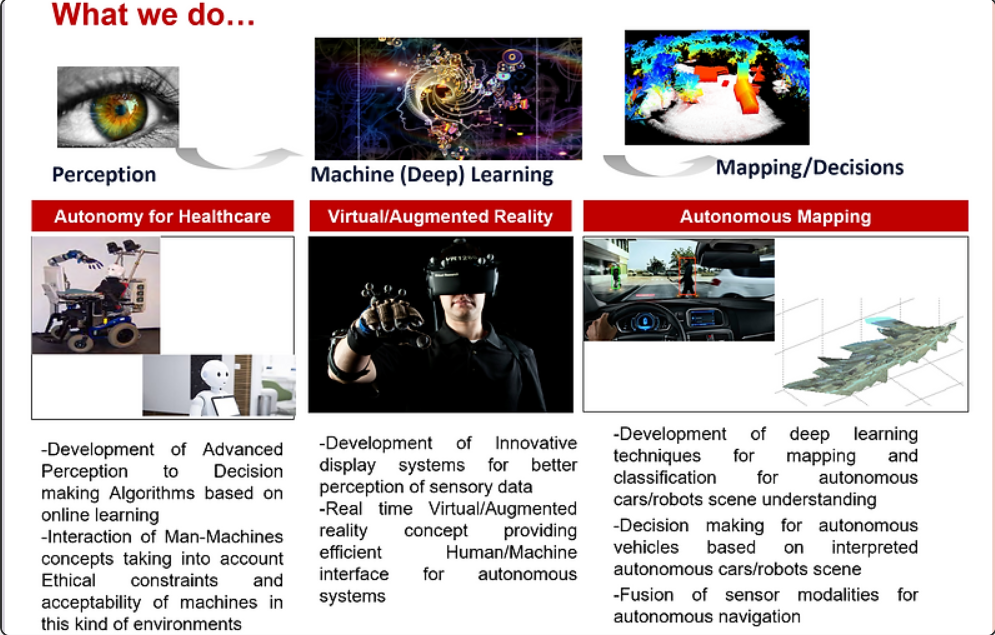 What we do…
Perception
Machine (Deep) Learning
Mapping/Decisions
Autonomy for Healthcare
-Development of Advanced
Perception to Decision
making Algorithms based on
online learning
-Interaction of Man-Machines
concepts taking into account
Ethical constraints and
acceptability of machines in
this kind of environments
Virtual/Augmented Reality
-Development of Innovative
display systems for better
perception of sensory data
-Real time Virtual/Augmented
reality concept providing
efficient Human/Machine
interface for autonomous
systems
Autonomous Mapping
-Development of deep learning
techniques for mapping and
classification for autonomous
cars/robots scene understanding
-Decision making for autonomous
vehicles based on interpreted
autonomous cars/robots scene
-Fusion of sensor modalities for
autonomous navigation